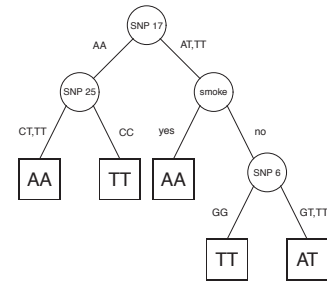 SNP 17
AA
AT,TT
SNP 25
smoke
CT,TT
CC
yes
no
AA
TT
AA
SNP 6
GG
GT,TT
TT
AT